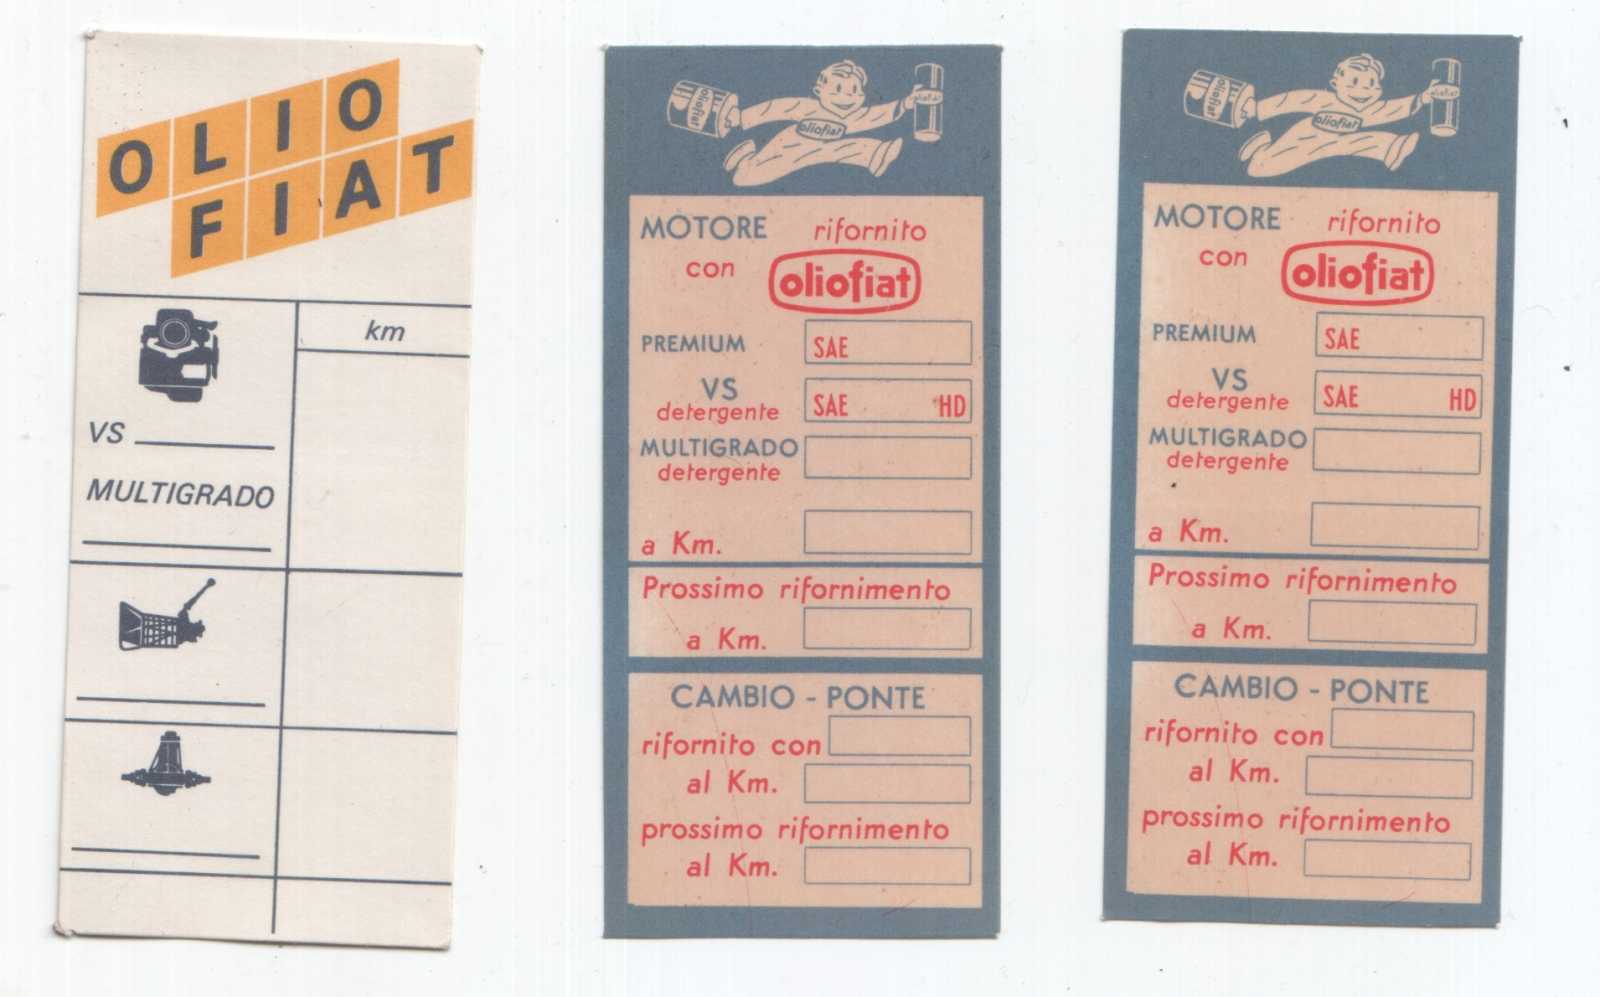 OLIO
FIAT
km
VS
MULTIGRADO
oliofiat
oliofiat
oliofiat
MOTORE rifornito
con oliofiat
PREMIUM SAE
VS
detergente SAE HD
MULTIGRADO
detergente
a Km.
Prossimo rifornimento
a Km.
CAMBIO - PONTE
rifornito con
al Km.
prossimo rifornimento
al Km.
oliofiat
oliofiat
oliofiat
MOTORE rifornito
con oliofiat
PREMIUM SAE
VS
detergente SAE HD
MULTIGRADO
detergente
a Km.
Prossimo rifornimento
a Km.
CAMBIO - PONTE
rifornito con
al Km.
prossimo rifornimento
al Km.